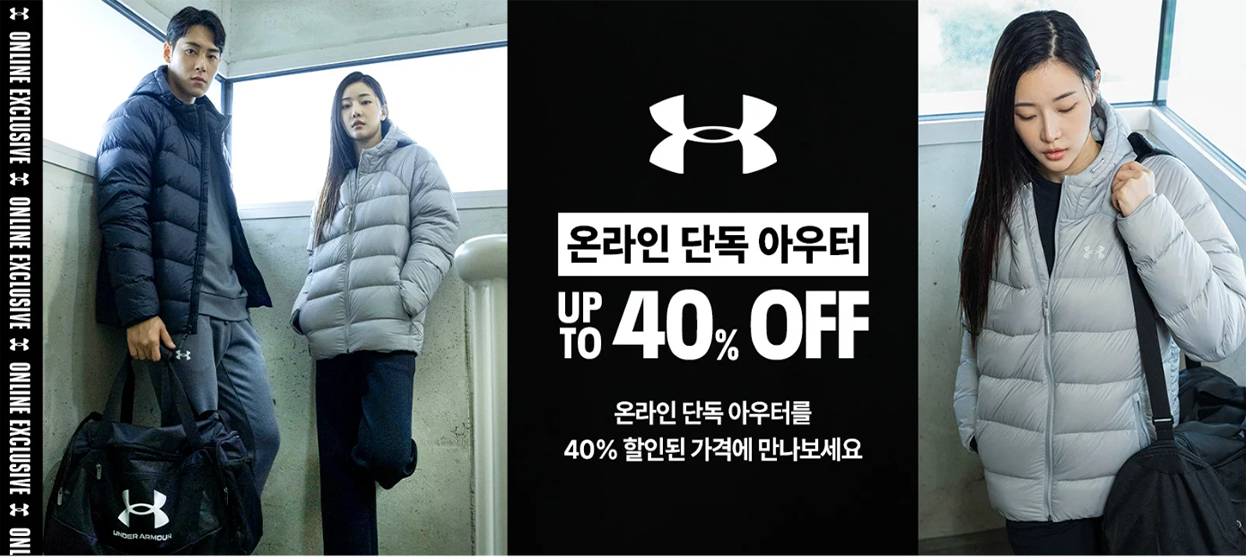 ONLINE EXCLUSIVE
ONLINE EXCLUSIVE
ONLINE EXCLUSIVE
ONL
UNDER ARMOUR
온라인 단독 아우터
UP TO 40% OFF
온라인 단독 아우터를
40% 할인된 가격에 만나보세요